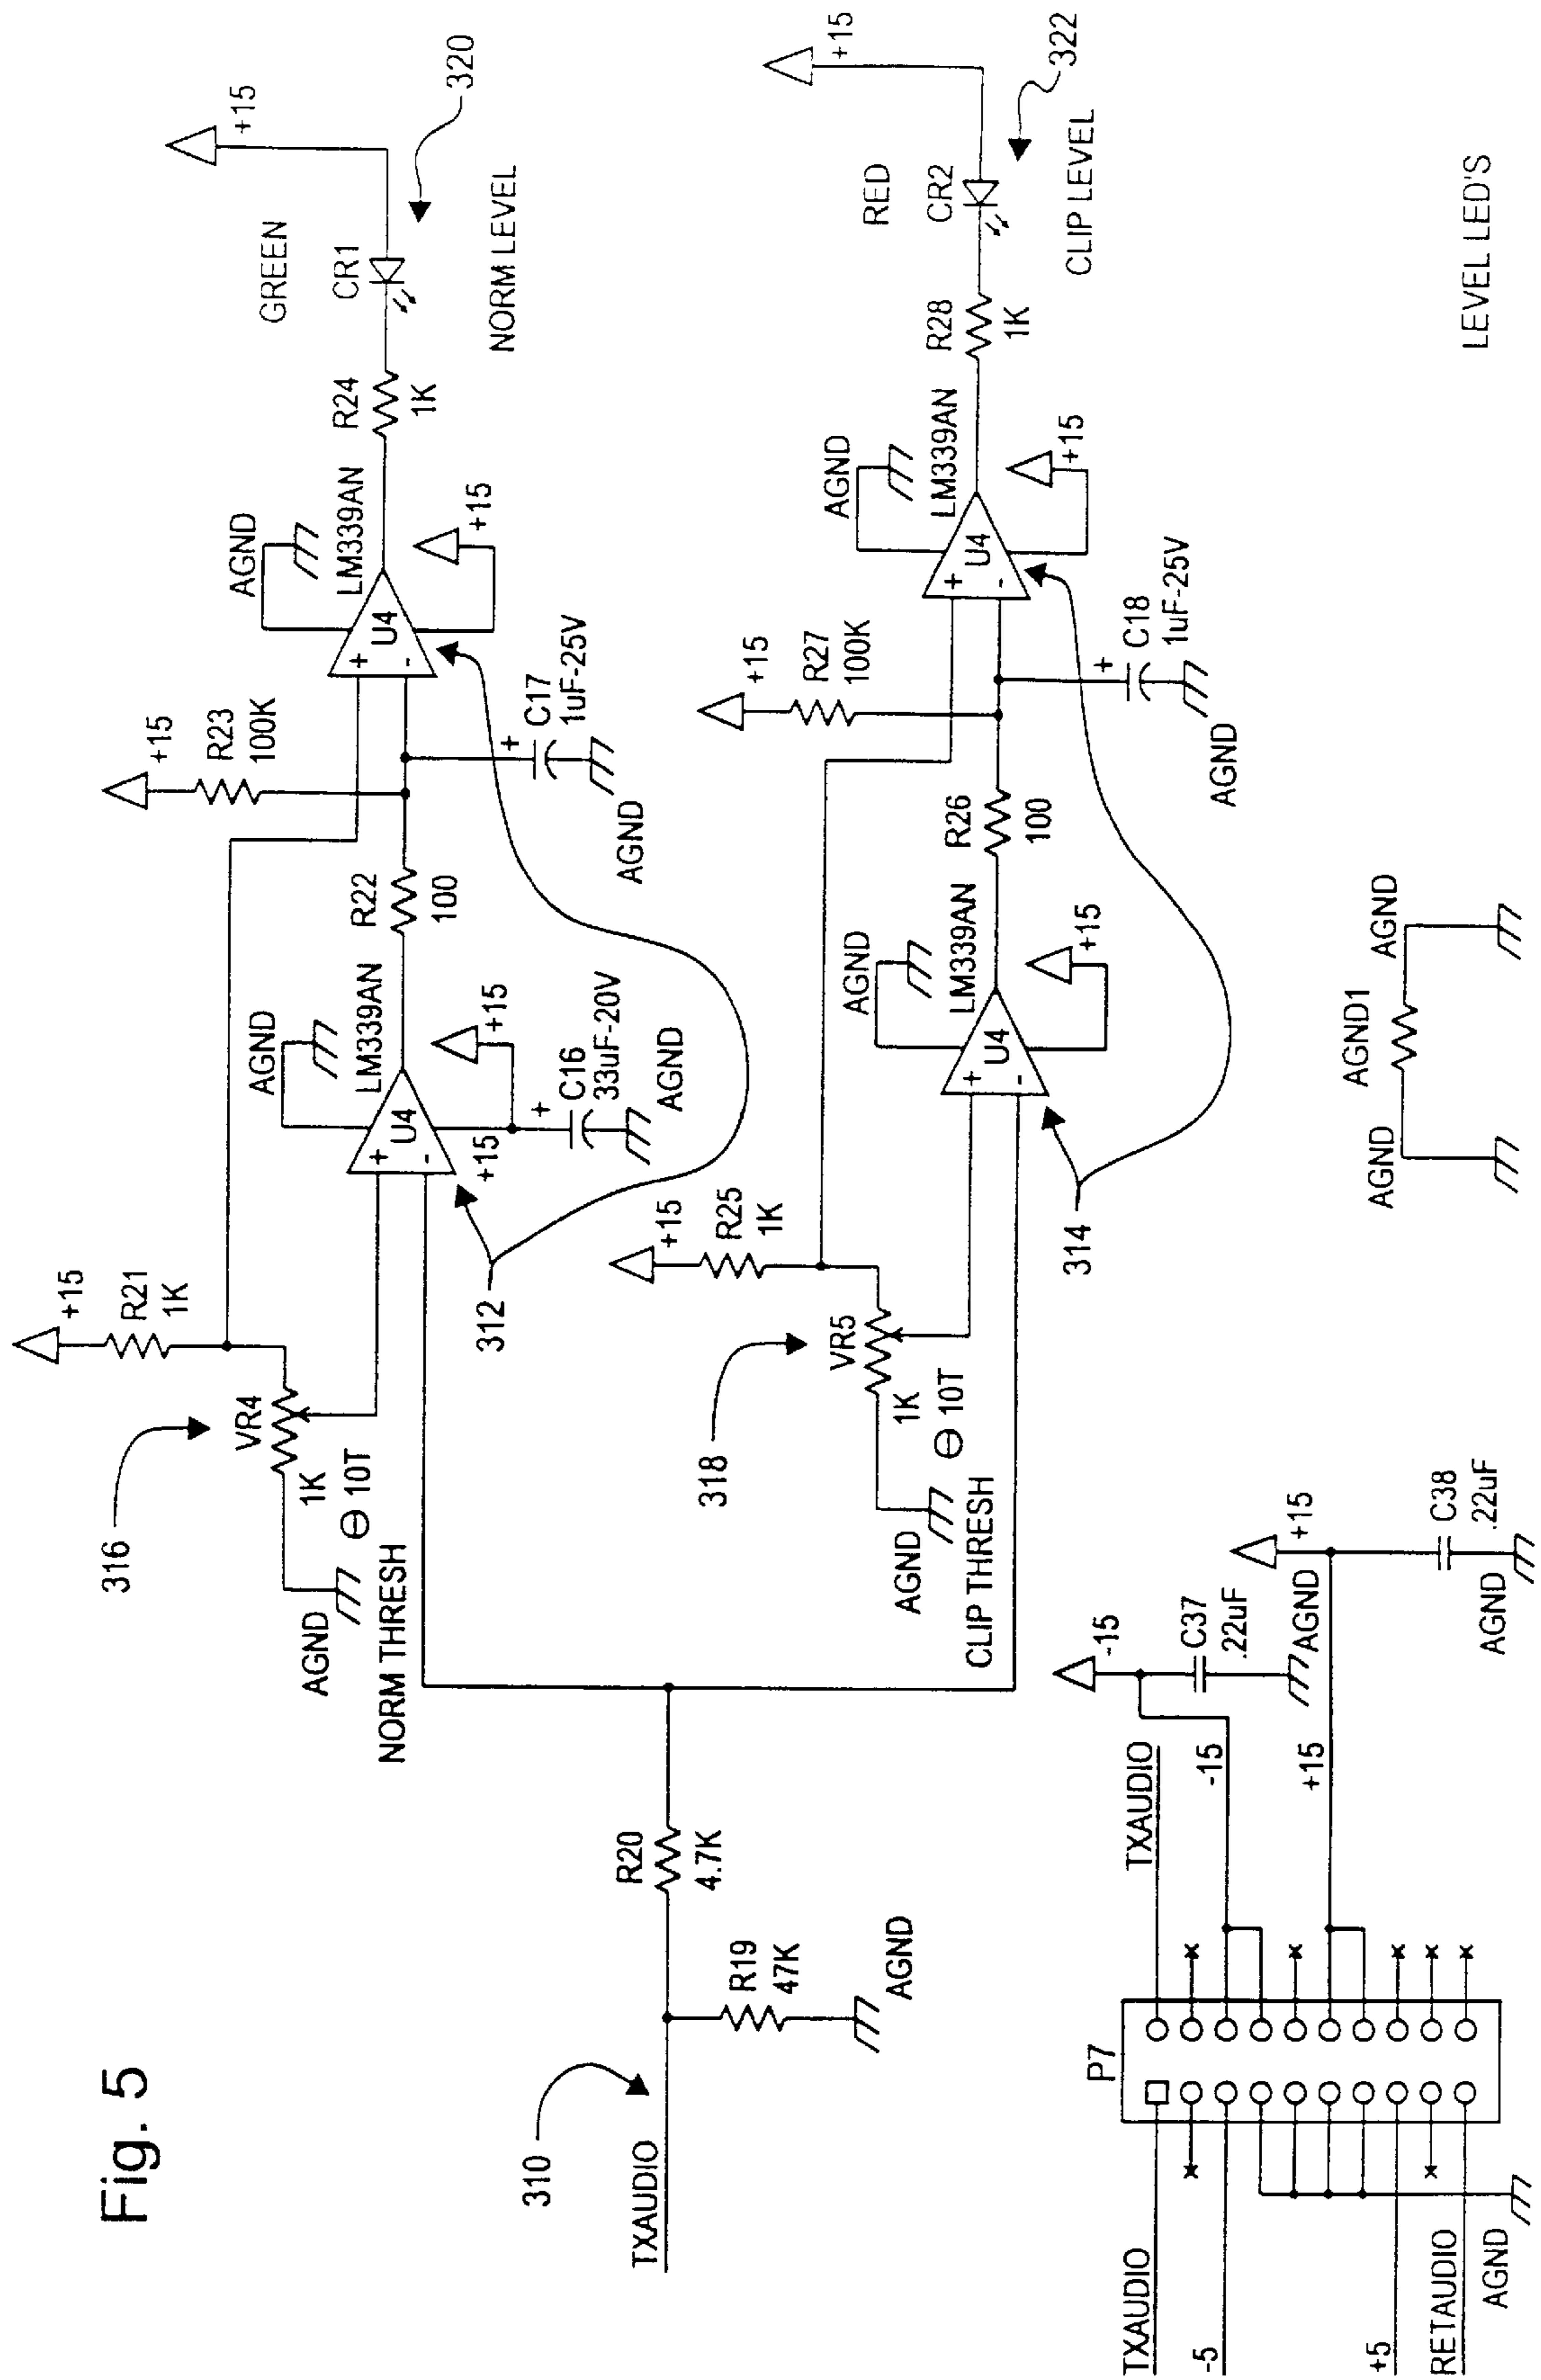 Fig. 5
316
+15
R21
1K
VR4
1K
10T
AGND
NORM THRESH
AGND
U4
+
-
LM339AN
+15
+15
+
C16
33uF-20V
AGND
312
R22
100
+15
R23
100K
+
C17
1uF-25V
AGND
AGND
U4
+
-
LM339AN
+15
R24
1K
GREEN
CR1
+15
320
NORM LEVEL
310
TXAUDIO
R19
47K
AGND
R20
4.7K
318
+15
R25
1K
VR5
1K
10T
AGND
CLIP THRESH
AGND
U4
+
-
LM339AN
+15
314
R26
100
+15
R27
100K
+
C18
1uF-25V
AGND
AGND
U4
+
-
LM339AN
+15
R28
1K
RED
CR2
+15
322
CLIP LEVEL
P7
TXAUDIO
-5
+5
RETAUDIO
AGND
TXAUDIO
-15
+15
-15
C37
.22uF
AGND
+15
C38
.22uF
AGND
AGND
AGND1
AGND
LEVEL LED'S